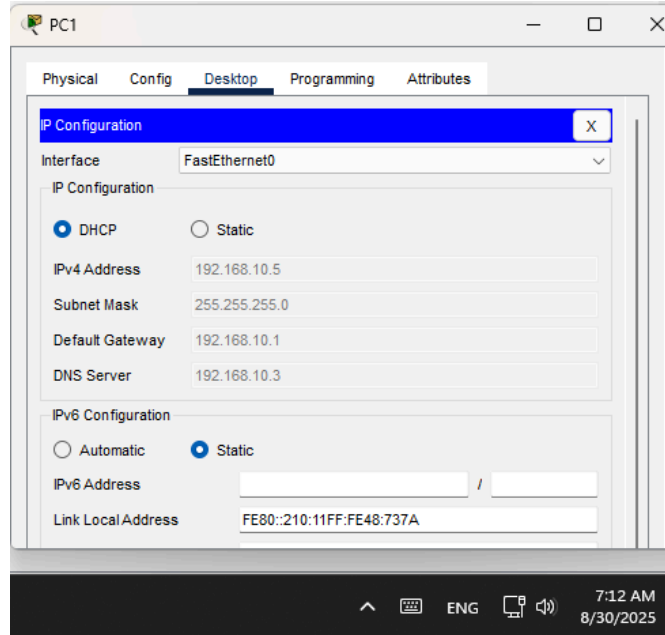 PC1
Physical Config Desktop Programming Attributes
IP Configuration X
Interface FastEthernet0
IP Configuration
DHCP Static
IPv4 Address 192.168.10.5
Subnet Mask 255.255.255.0
Default Gateway 192.168.10.1
DNS Server 192.168.10.3
IPv6 Configuration
Automatic Static
IPv6 Address /
Link Local Address FE80::210:11FF:FE48:737A
ENG 7:12 AM
8/30/2025